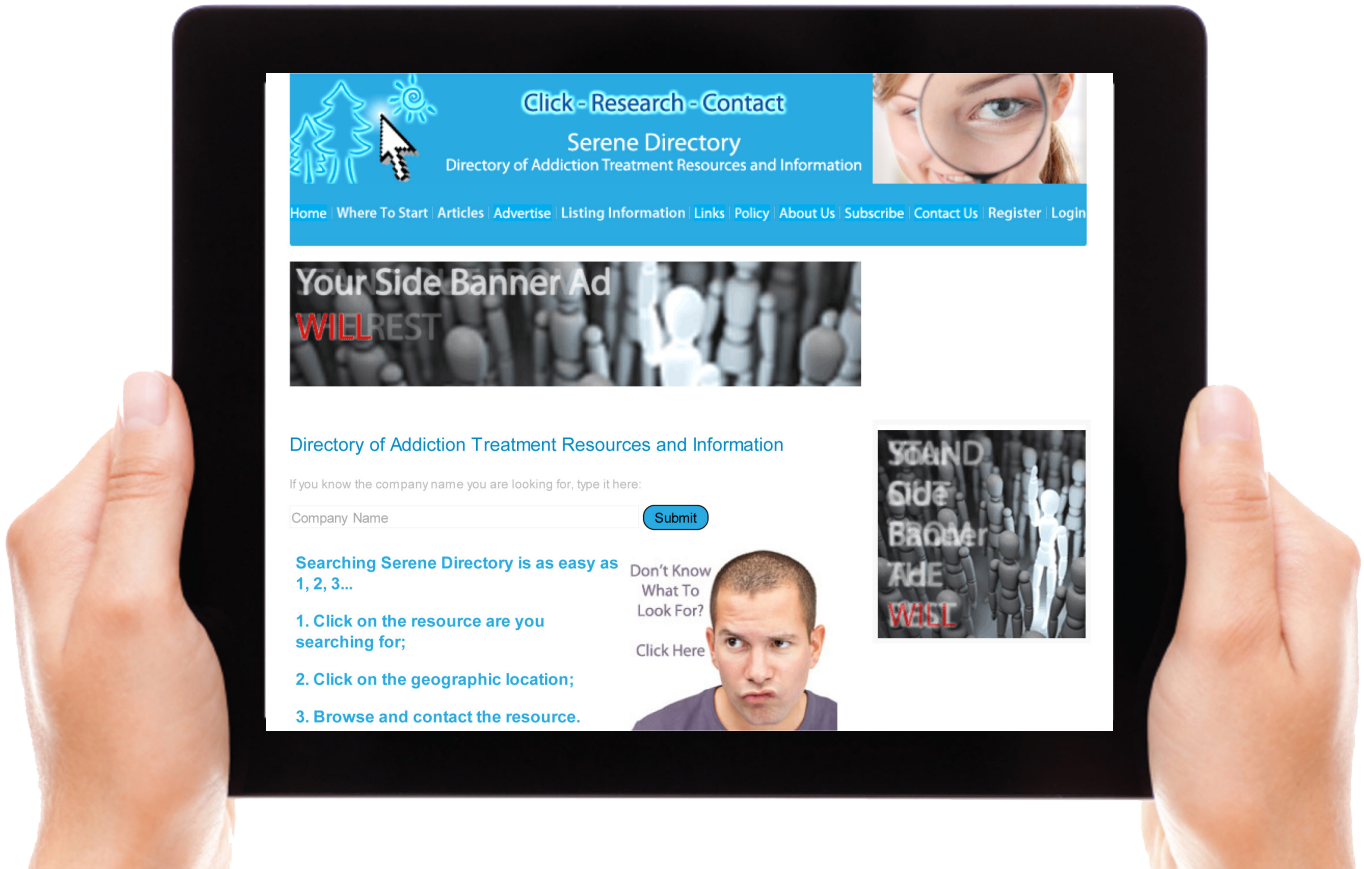 Click - Research - Contact
Serene Directory
Directory of Addiction Treatment Resources and Information
Home | Where To Start | Articles | Advertise | Listing Information | Links | Policy | About Us | Subscribe | Contact Us | Register | Login
Your Side Banner Ad
WILL REST
Directory of Addiction Treatment Resources and Information
If you know the company name you are looking for, type it here:
Company Name
Submit
Searching Serene Directory is as easy as
1, 2, 3...
1. Click on the resource are you
searching for;
2. Click on the geographic location;
3. Browse and contact the resource.
Don't Know
What To
Look For?
Click Here
STAND
Side
Banner
Ad
WILL